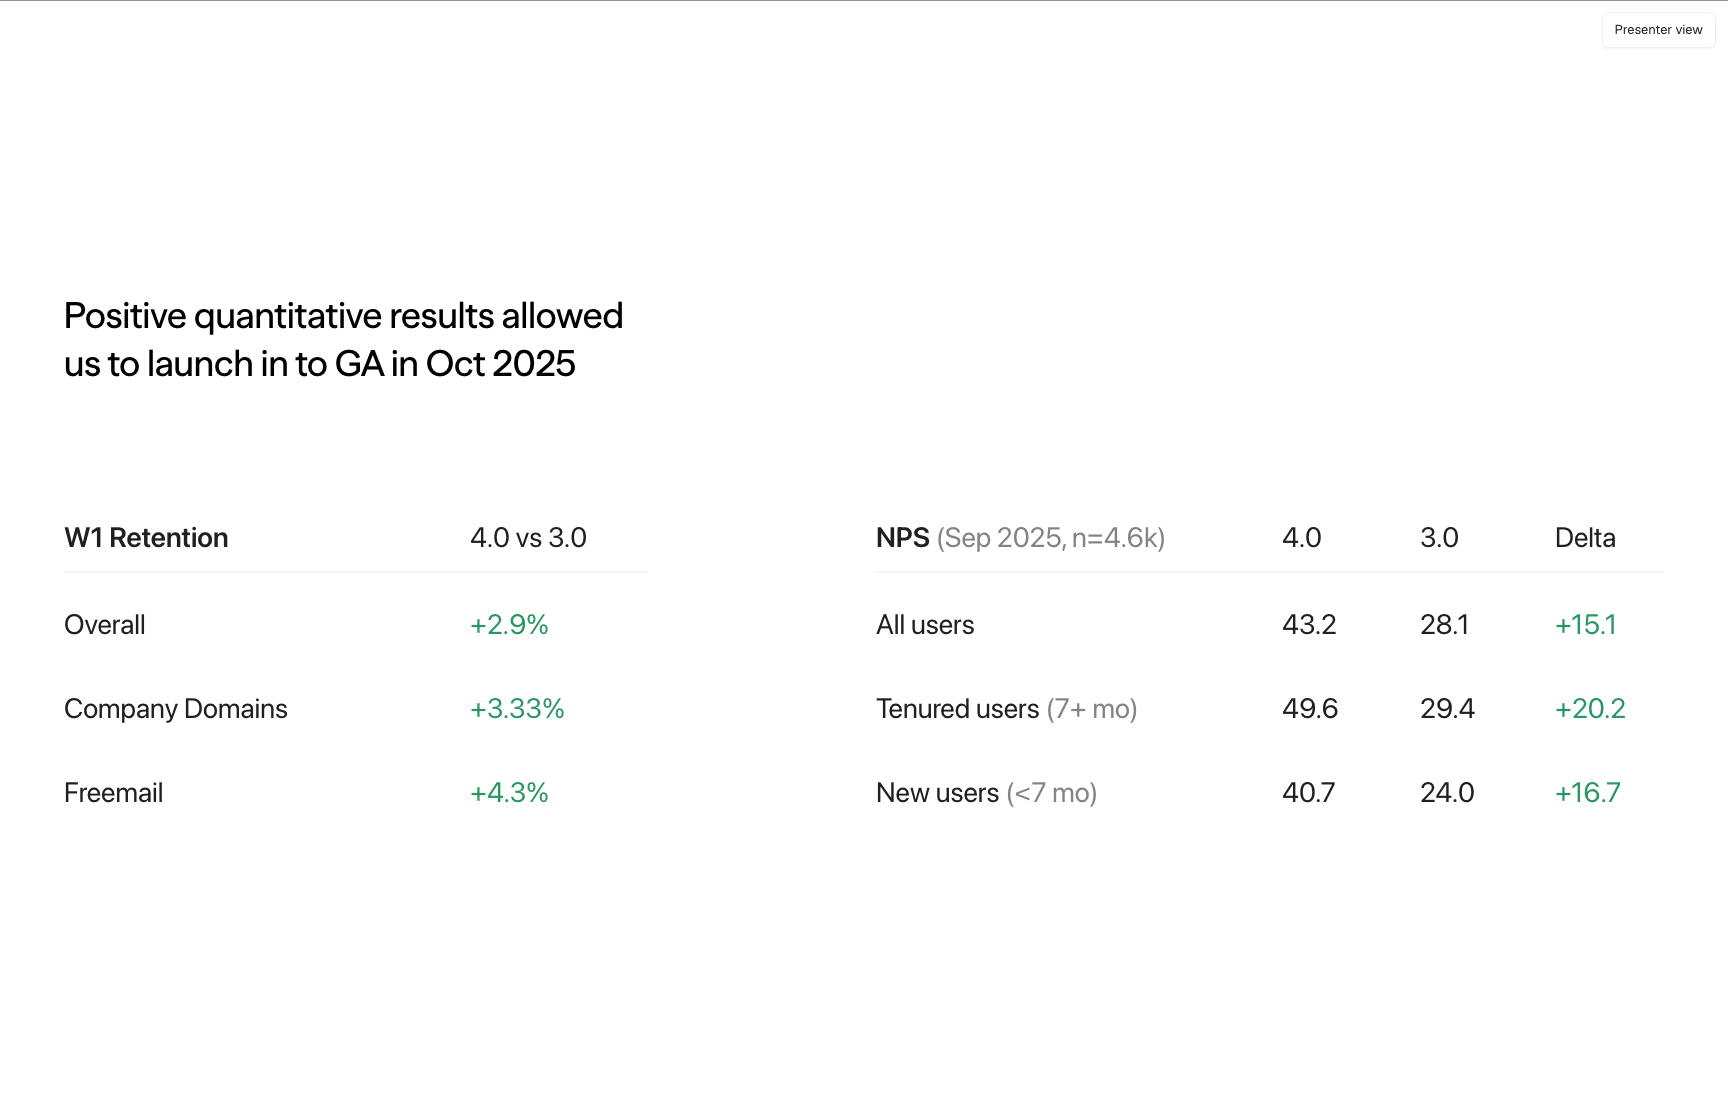 Presenter view
Positive quantitative results allowed
us to launch in to GA in Oct 2025
W1 Retention 4.0 vs 3.0
Overall +2.9%
Company Domains +3.33%
Freemail +4.3%
NPS (Sep 2025, n=4.6k) 4.0 3.0 Delta
All users 43.2 28.1 +15.1
Tenured users (7+ mo) 49.6 29.4 +20.2
New users (<7 mo) 40.7 24.0 +16.7